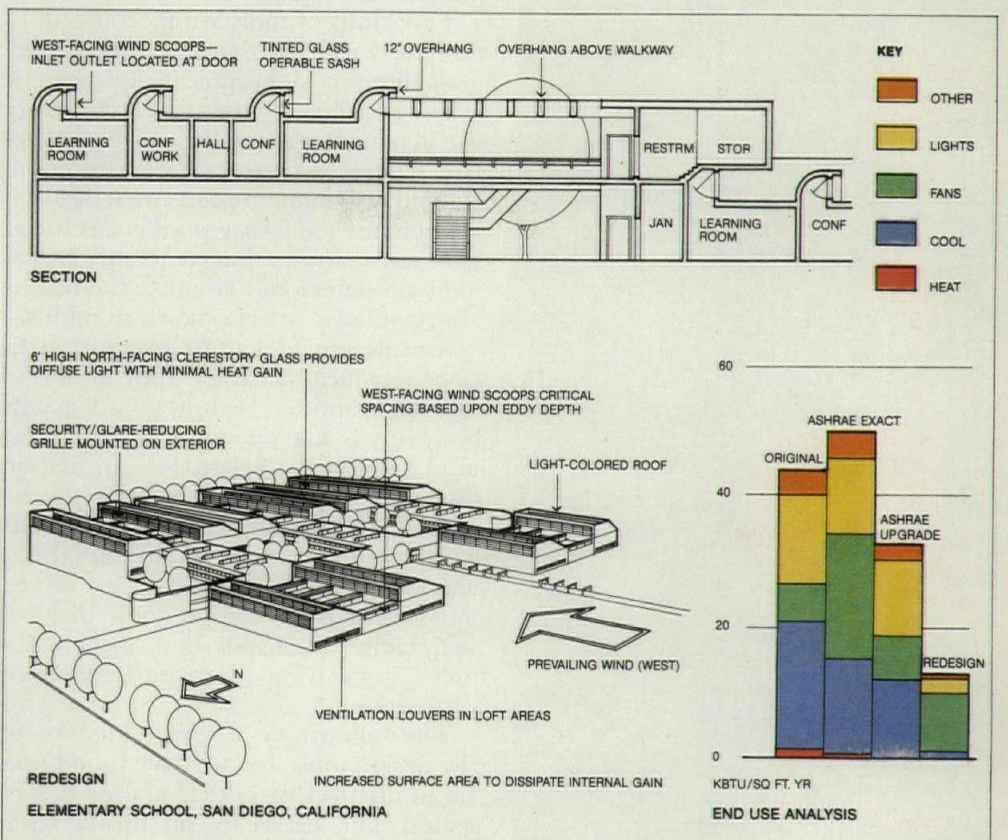 WEST-FACING WIND SCOOPS—
INLET OUTLET LOCATED AT DOOR
TINTED GLASS
OPERABLE SASH
12" OVERHANG
OVERHANG ABOVE WALKWAY
LEARNING
ROOM
CONF
WORK
HALL
CONF
LEARNING
ROOM
RESTRM
STOR
JAN
LEARNING
ROOM
CONF
SECTION
KEY
OTHER
LIGHTS
FANS
COOL
HEAT
6' HIGH NORTH-FACING CLERESTORY GLASS PROVIDES
DIFFUSE LIGHT WITH MINIMAL HEAT GAIN
WEST-FACING WIND SCOOPS CRITICAL
SPACING BASED UPON EDDY DEPTH
SECURITY/GLARE-REDUCING
GRILLE MOUNTED ON EXTERIOR
LIGHT-COLORED ROOF
PREVAILING WIND (WEST)
N
VENTILATION LOUVERS IN LOFT AREAS
REDESIGN
INCREASED SURFACE AREA TO DISSIPATE INTERNAL GAIN
ELEMENTARY SCHOOL, SAN DIEGO, CALIFORNIA
60
ASHRAE EXACT
ORIGINAL
40
ASHRAE
UPGRADE
20
REDESIGN
0
KBTU/SQ FT. YR
END USE ANALYSIS